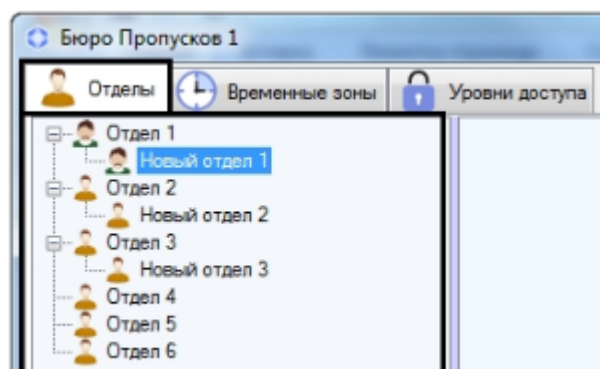 Бюро Пропусков 1
Отделы Временные зоны Уровни доступа
Отдел 1
Новый отдел 1
Отдел 2
Новый отдел 2
Отдел 3
Новый отдел 3
Отдел 4
Отдел 5
Отдел 6